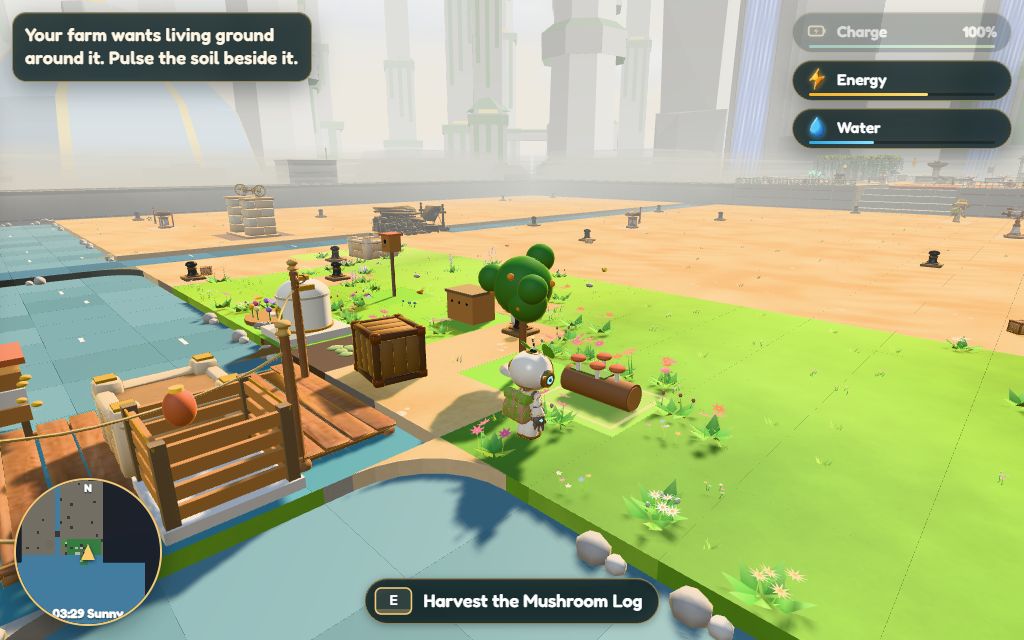 Your farm wants living ground
around it. Pulse the soil beside it.
Charge 100%
Energy
Water
N
03:29 Sunny
E Harvest the Mushroom Log